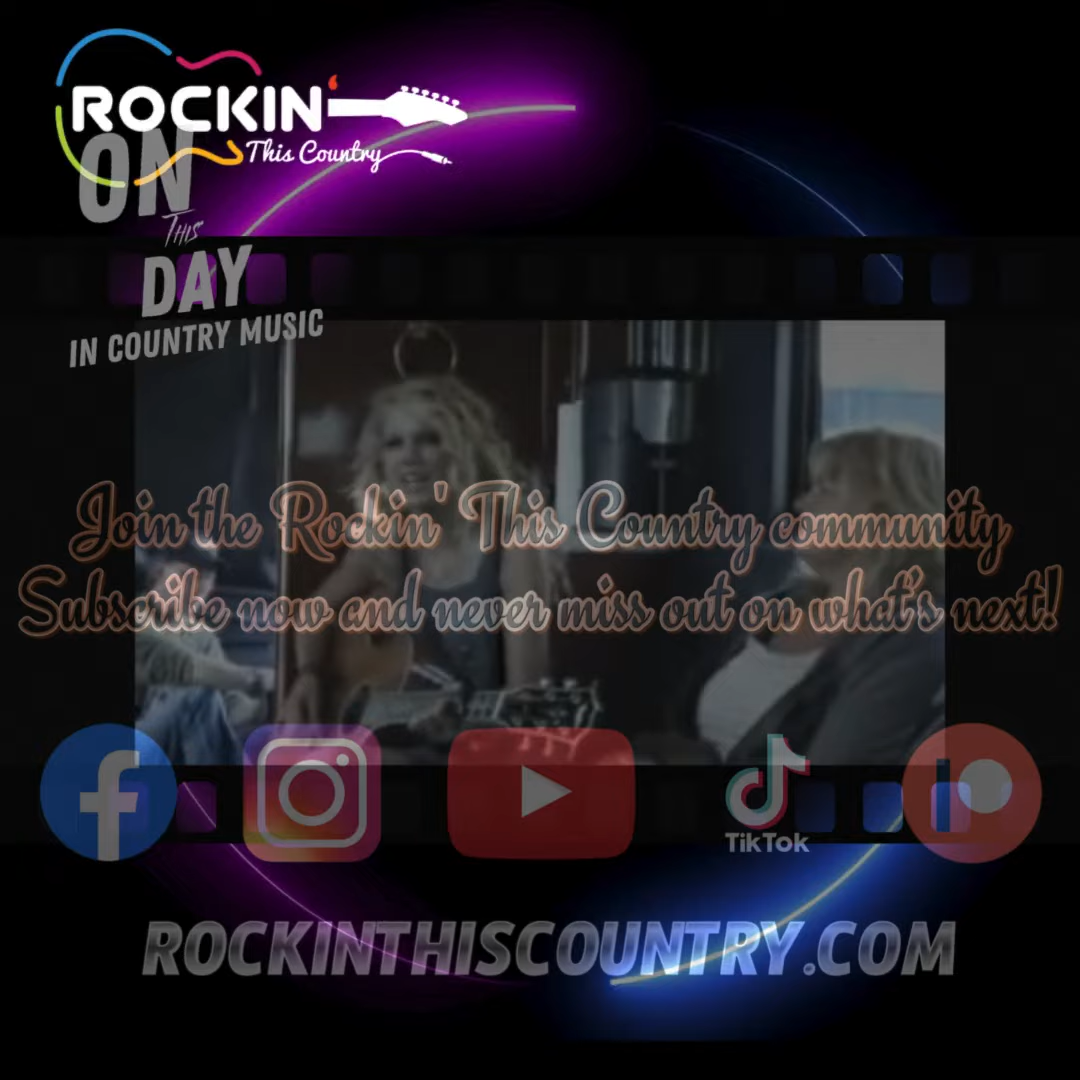 ROCKIN'
This Country
ON
THIS
DAY
IN COUNTRY MUSIC
Join the Rockin' This Country community
Subscribe now and never miss out on what's next!
TikTok
ROCKINTHISCOUNTRY.COM